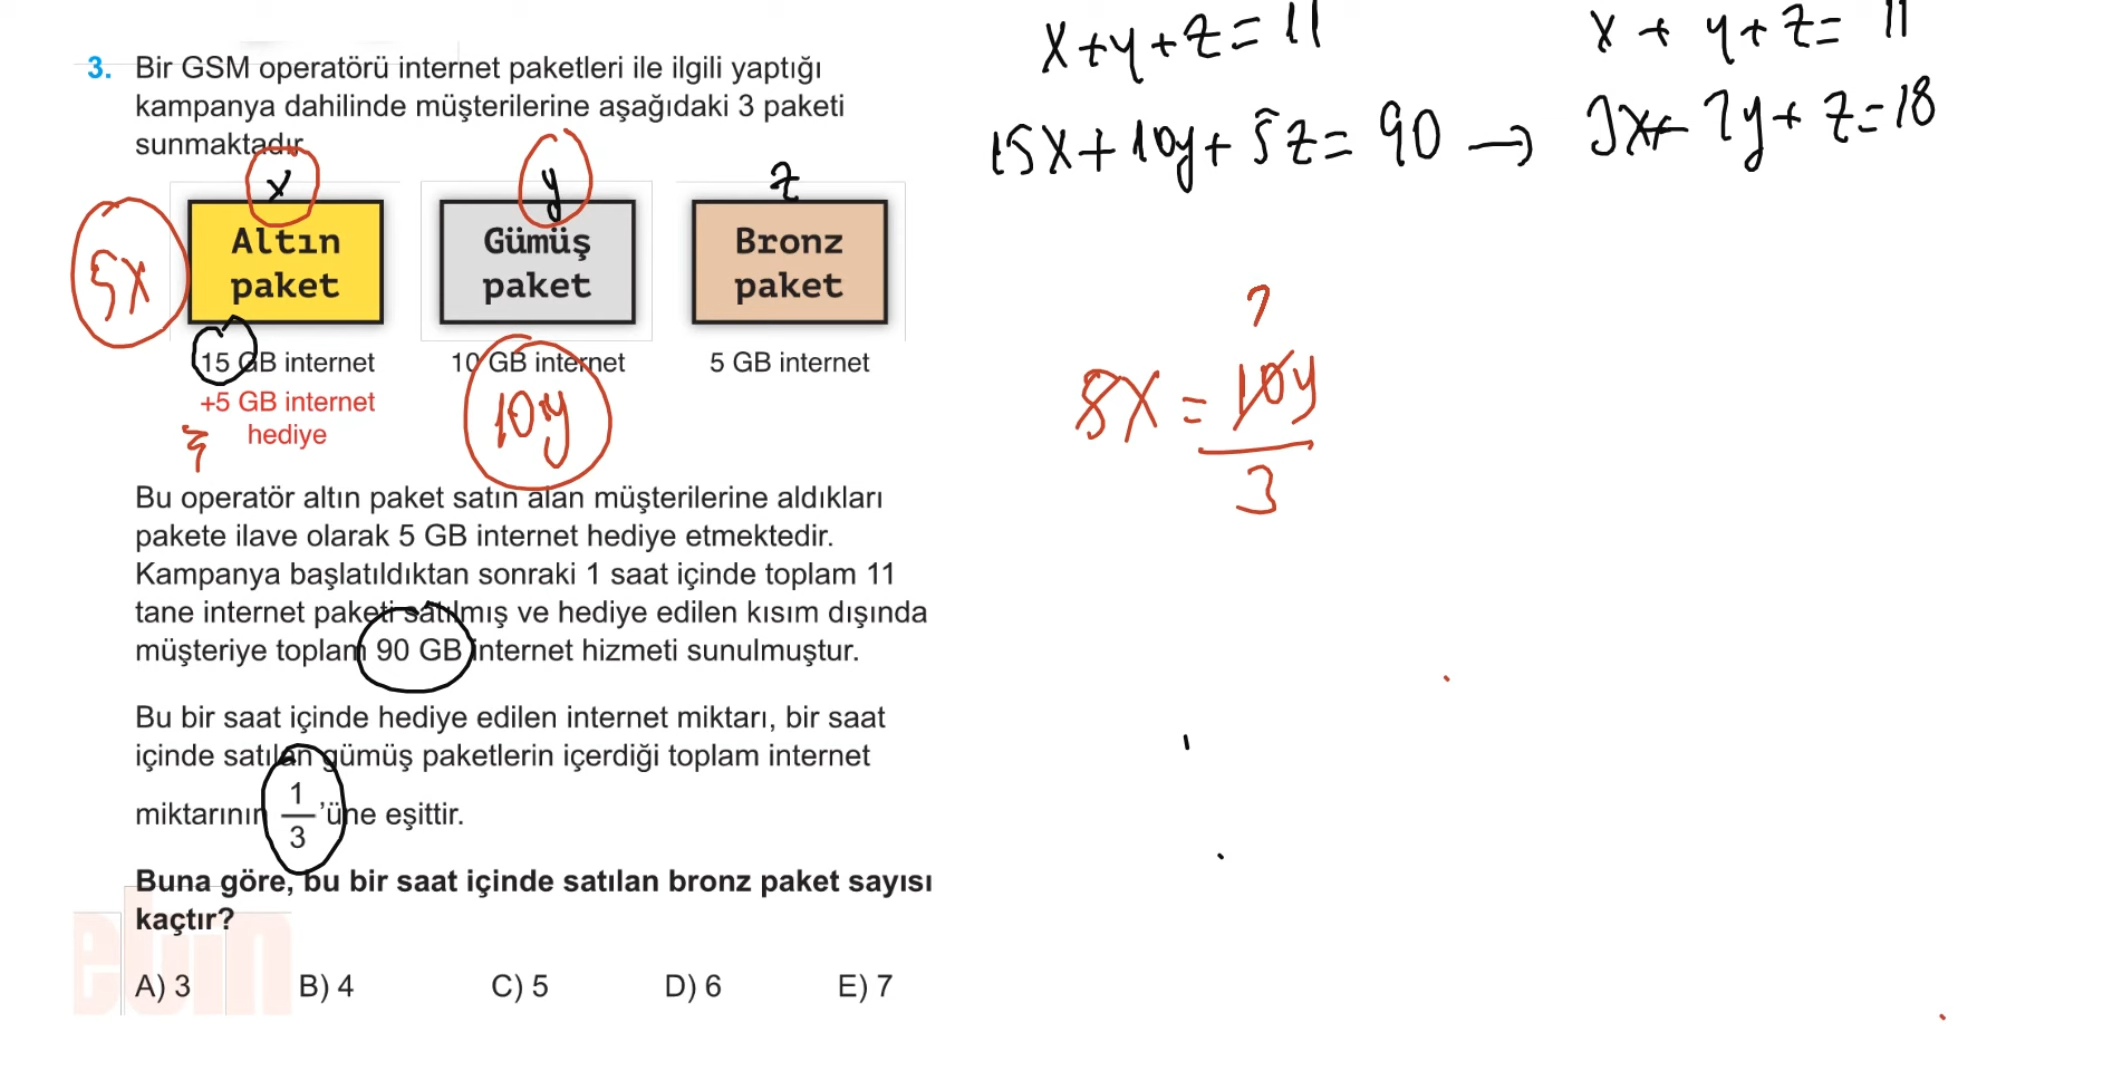 3. Bir GSM operatörü internet paketleri ile ilgili yaptığı
kampanya dahilinde müşterilerine aşağıdaki 3 paketi
sunmaktadır.
x y z
5x
Altın paket
Gümüş paket
Bronz paket
15 GB internet
+5 GB internet
hediye
10 GB internet
10y
5 GB internet
Bu operatör altın paket satın alan müşterilerine aldıkları
pakete ilave olarak 5 GB internet hediye etmektedir.
Kampanya başlatıldıktan sonraki 1 saat içinde toplam 11
tane internet paketi satılmış ve hediye edilen kısım dışında
müşteriye toplam 90 GB internet hizmeti sunulmuştur.
Bu bir saat içinde hediye edilen internet miktarı, bir saat
içinde satılan gümüş paketlerin içerdiği toplam internet
miktarının 1/3 'üne eşittir.
Buna göre, bu bir saat içinde satılan bronz paket sayısı
kaçtır?
A) 3 B) 4 C) 5 D) 6 E) 7
x+y+z=11
15x+10y+5z=90 →
x+y+z=11
3x+2y+z=18
2
5x = 10y
3